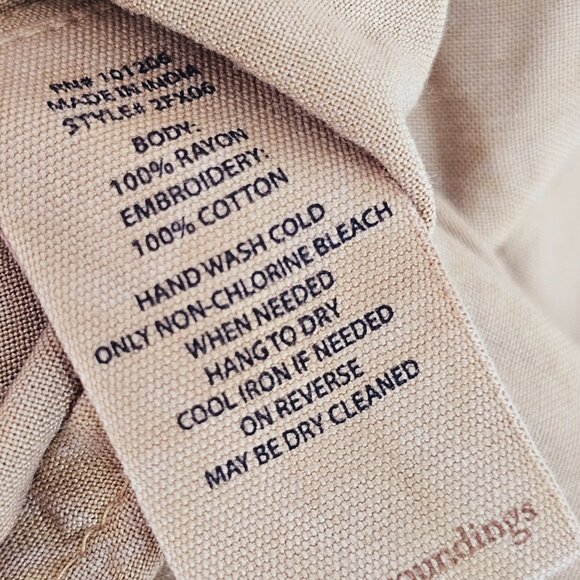 RN# 101206
MADE IN INDIA
STYLE# 2FX06
BODY:
100% RAYON
EMBROIDERY:
100% COTTON
HAND WASH COLD
ONLY NON-CHLORINE BLEACH
WHEN NEEDED
HANG TO DRY
COOL IRON IF NEEDED
ON REVERSE
MAY BE DRY CLEANED
oundings